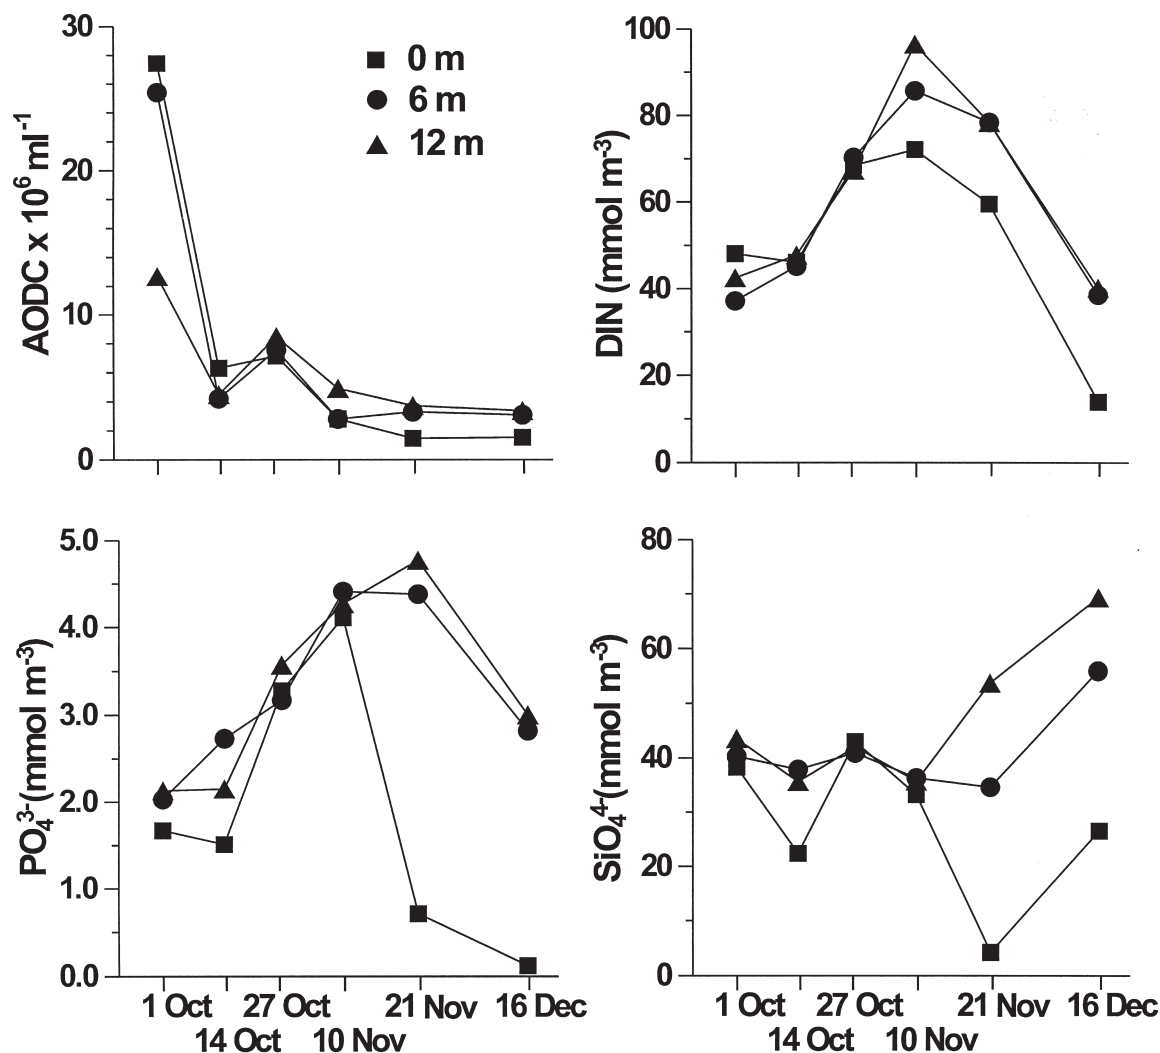 30
20
10
0
AODC x 10⁶ ml⁻¹
0 m
6 m
12 m
100
80
60
40
20
0
DIN (mmol m⁻³)
5.0
4.0
3.0
2.0
1.0
0.0
PO₄³⁻(mmol m⁻³)
1 Oct 27 Oct 21 Nov 16 Dec
14 Oct 10 Nov
80
60
40
20
0
SiO₄⁴⁻(mmol m⁻³)
1 Oct 27 Oct 21 Nov 16 Dec
14 Oct 10 Nov